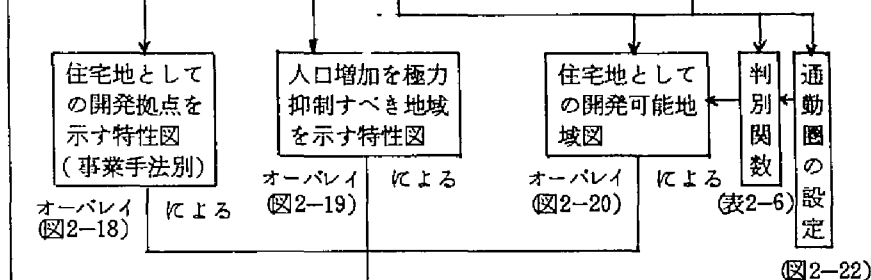 住宅地として
の開発拠点を
示す特性図
(事業手法別)
オーバレイ による
(図2-18)
人口増加を極力
抑制すべき地域
を示す特性図
オーバレイ による
(図2-19)
住宅地として
の開発可能地
域図
オーバレイ による
(図2-20)
判別関数
(表2-6)
通勤圏の設定
(図2-22)